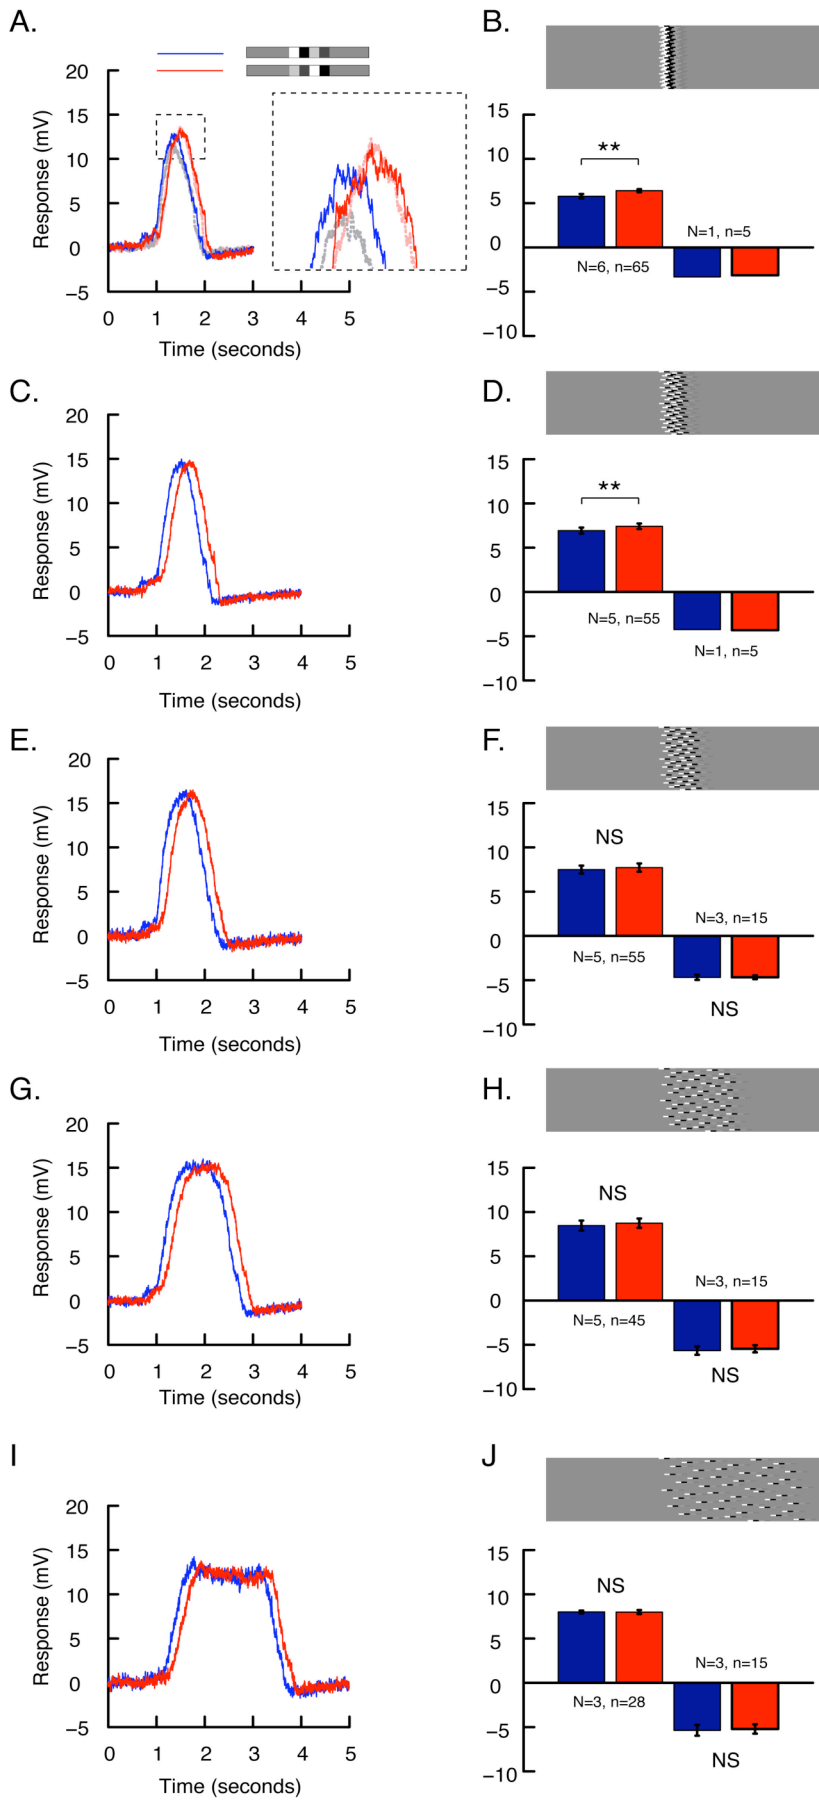 A.
B.
20
15
10
5
0
−5
Response (mV)
0 1 2 3 4 5
Time (seconds)
15
10
5
0
−5
−10
**
N=1, n=5
N=6, n=65
C.
D.
20
15
10
5
0
−5
Response (mV)
0 1 2 3 4 5
Time (seconds)
15
10
5
0
−5
−10
**
N=5, n=55
N=1, n=5
E.
F.
20
15
10
5
0
−5
Response (mV)
0 1 2 3 4 5
Time (seconds)
15
10
5
0
−5
−10
NS
N=3, n=15
N=5, n=55
NS
G.
H.
20
15
10
5
0
−5
Response (mV)
0 1 2 3 4 5
Time (seconds)
15
10
5
0
−5
−10
NS
N=3, n=15
N=5, n=45
NS
I
J
20
15
10
5
0
−5
Response (mV)
0 1 2 3 4 5
Time (seconds)
15
10
5
0
−5
−10
NS
N=3, n=15
N=3, n=28
NS